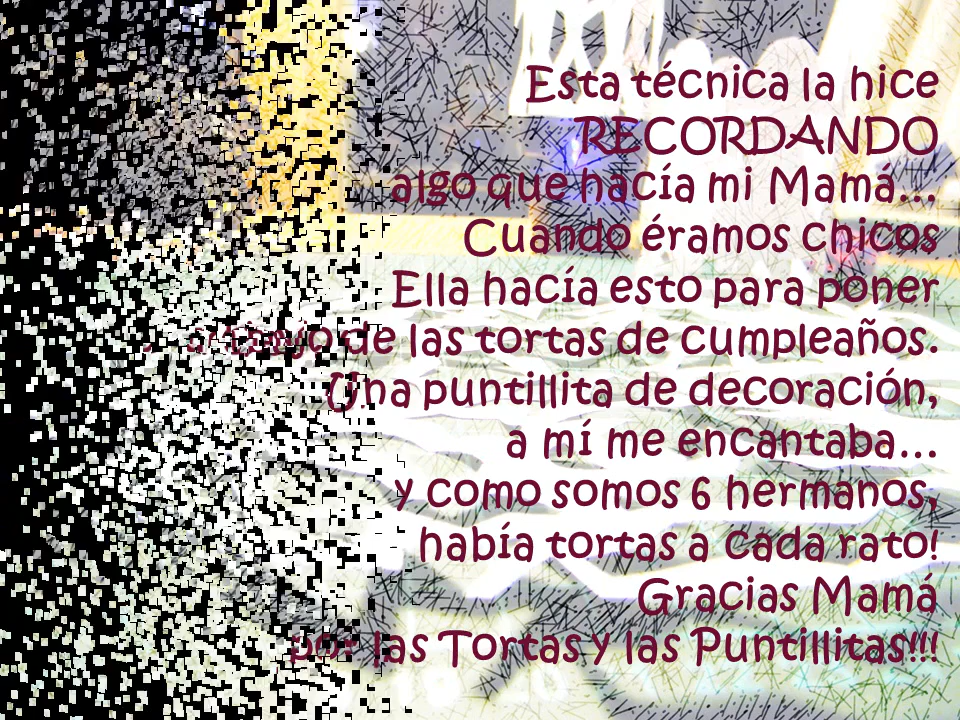 Esta técnica la hice
RECORDANDO
algo que hacía mi Mamá...
Cuando éramos chicos
Ella hacía esto para poner
debajo de las tortas de cumpleaños.
Una puntillita de decoración,
a mí me encantaba...
y como somos 6 hermanos,
había tortas a cada rato!
Gracias Mamá
por las Tortas y las Puntillitas!!!